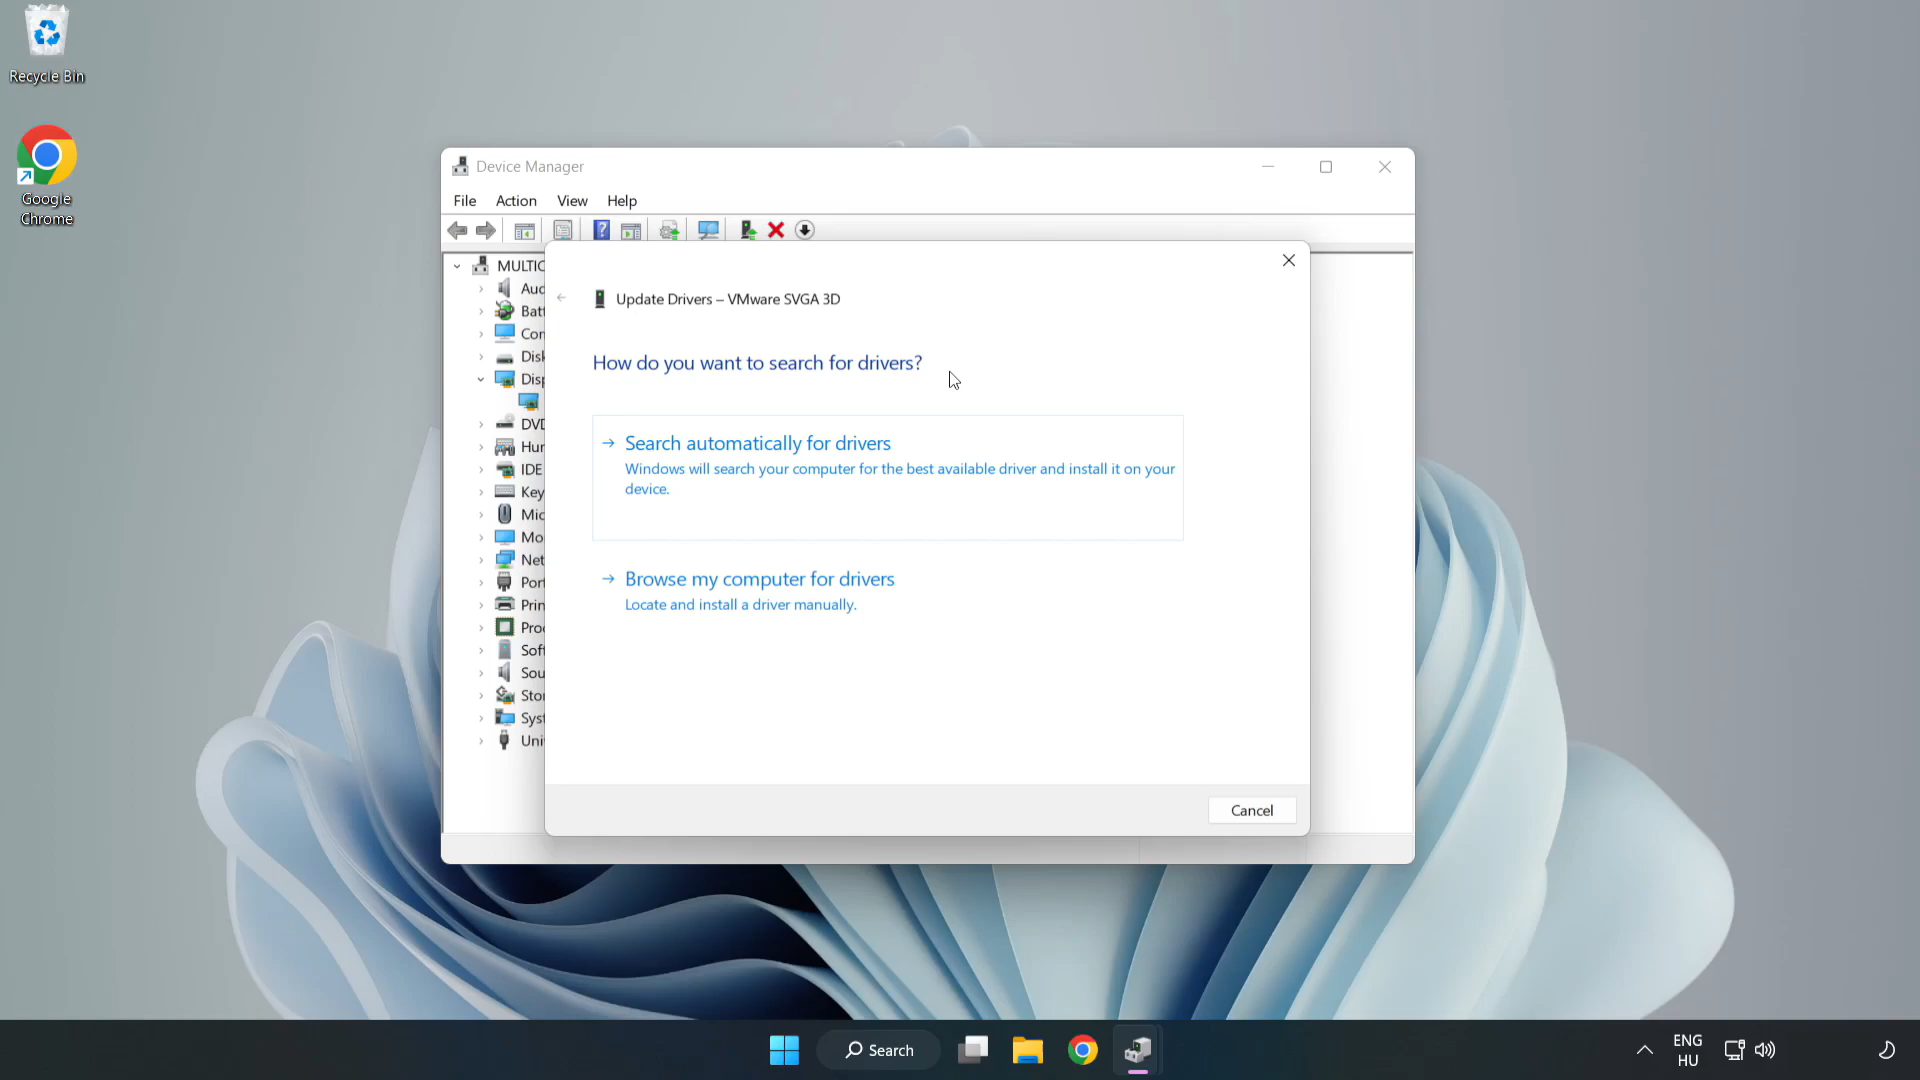 Recycle Bin
Google
Chrome
Device Manager
File Action View Help
MULTIC
Update Drivers – VMware SVGA 3D
How do you want to search for drivers?
Search automatically for drivers
Windows will search your computer for the best available driver and install it on your
device.
Browse my computer for drivers
Locate and install a driver manually.
Cancel
Aud
Batt
Com
Disk
Disp
DVD
Hum
IDE
Key
Mic
Mo
Net
Port
Prin
Proc
Soft
Sou
Stor
Syst
Uni
Search
ENG
HU